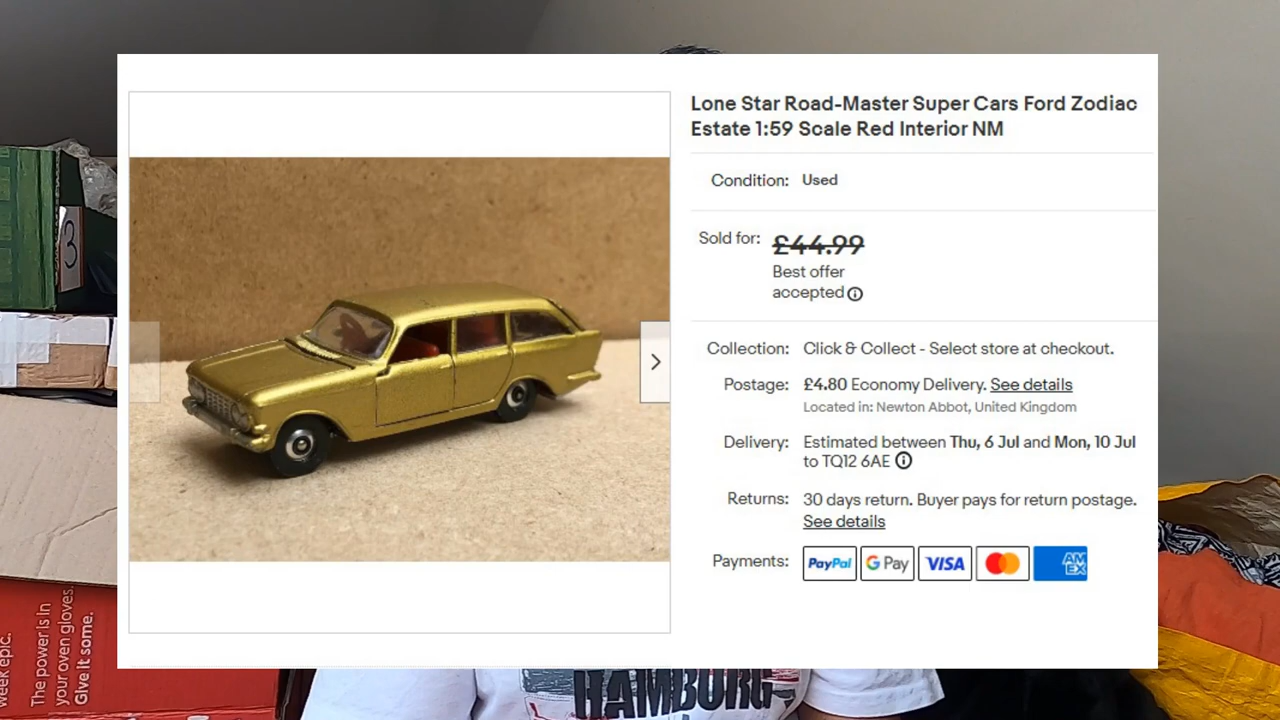 Lone Star Road-Master Super Cars Ford Zodiac
Estate 1:59 Scale Red Interior NM
Condition: Used
Sold for: £44.99
Best offer
accepted
Collection: Click & Collect - Select store at checkout.
Postage: £4.80 Economy Delivery. See details
Located in: Newton Abbot, United Kingdom
Delivery: Estimated between Thu, 6 Jul and Mon, 10 Jul
to TQ12 6AE
Returns: 30 days return. Buyer pays for return postage.
See details
Payments: PayPal G Pay VISA AM
EX
3
week epic.
The power is in
your oven gloves.
Give it some.
HAMBURG